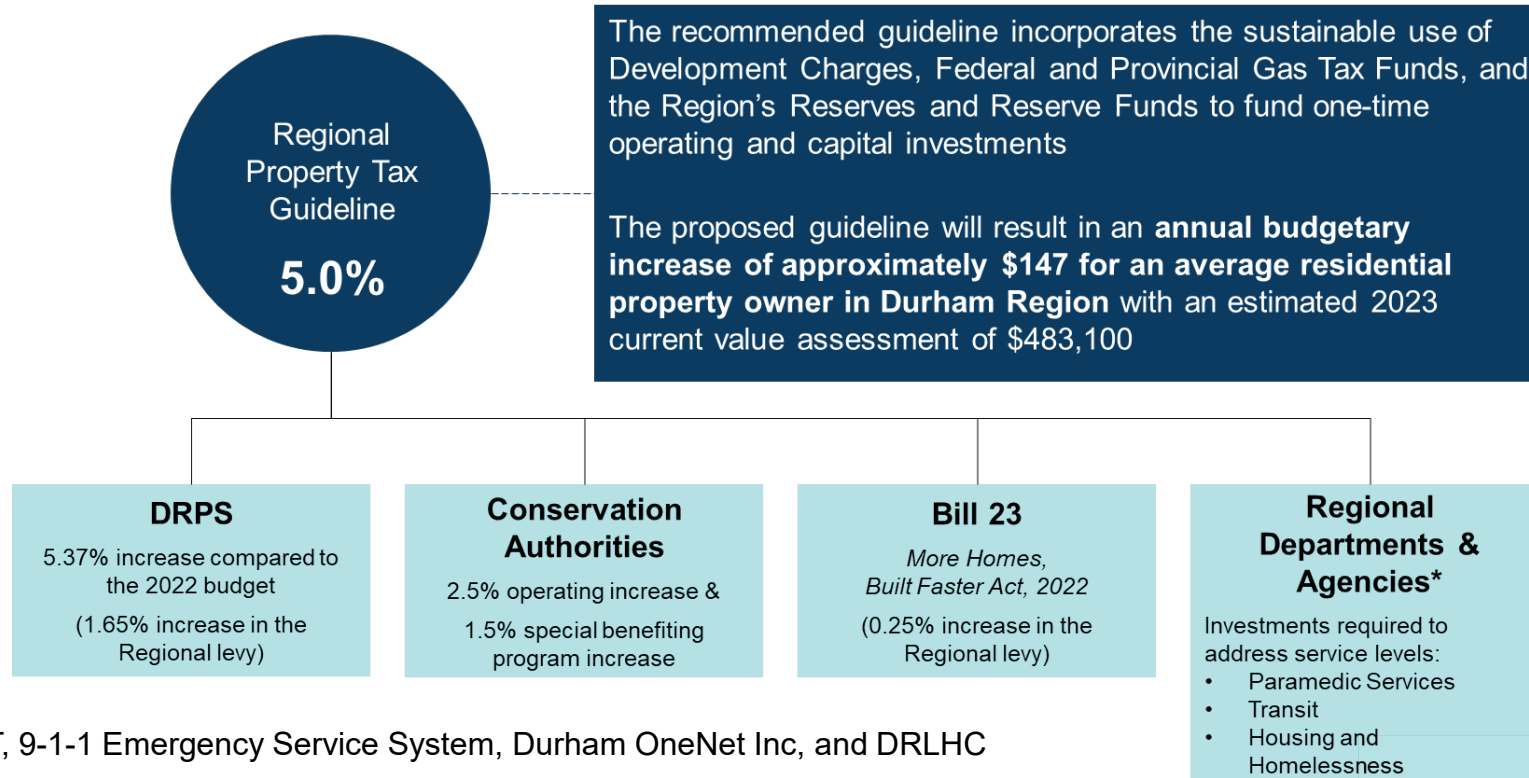 Regional
Property Tax
Guideline
5.0%
The recommended guideline incorporates the sustainable use of
Development Charges, Federal and Provincial Gas Tax Funds, and
the Region's Reserves and Reserve Funds to fund one-time
operating and capital investments
The proposed guideline will result in an annual budgetary
increase of approximately $147 for an average residential
property owner in Durham Region with an estimated 2023
current value assessment of $483,100
DRPS
5.37% increase compared to
the 2022 budget
(1.65% increase in the
Regional levy)
Conservation
Authorities
2.5% operating increase &
1.5% special benefiting
program increase
Bill 23
More Homes,
Built Faster Act, 2022
(0.25% increase in the
Regional levy)
Regional
Departments &
Agencies*
Investments required to
address service levels:
• Paramedic Services
• Transit
• Housing and
Homelessness
, 9-1-1 Emergency Service System, Durham OneNet Inc, and DRLHC